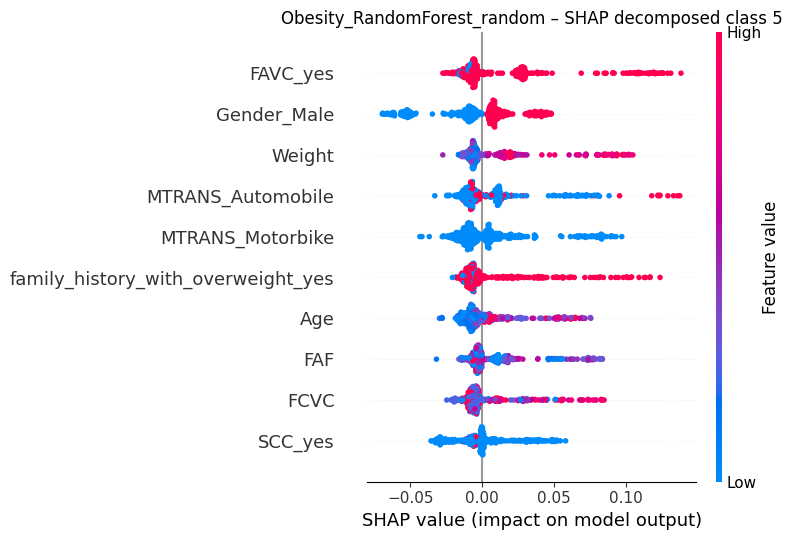 Obesity_RandomForest_random – SHAP decomposed class 5
High
FAVC_yes
Gender_Male
Weight
MTRANS_Automobile
MTRANS_Motorbike
family_history_with_overweight_yes
Age
FAF
FCVC
SCC_yes
Feature value
Low
−0.05 0.00 0.05 0.10
SHAP value (impact on model output)